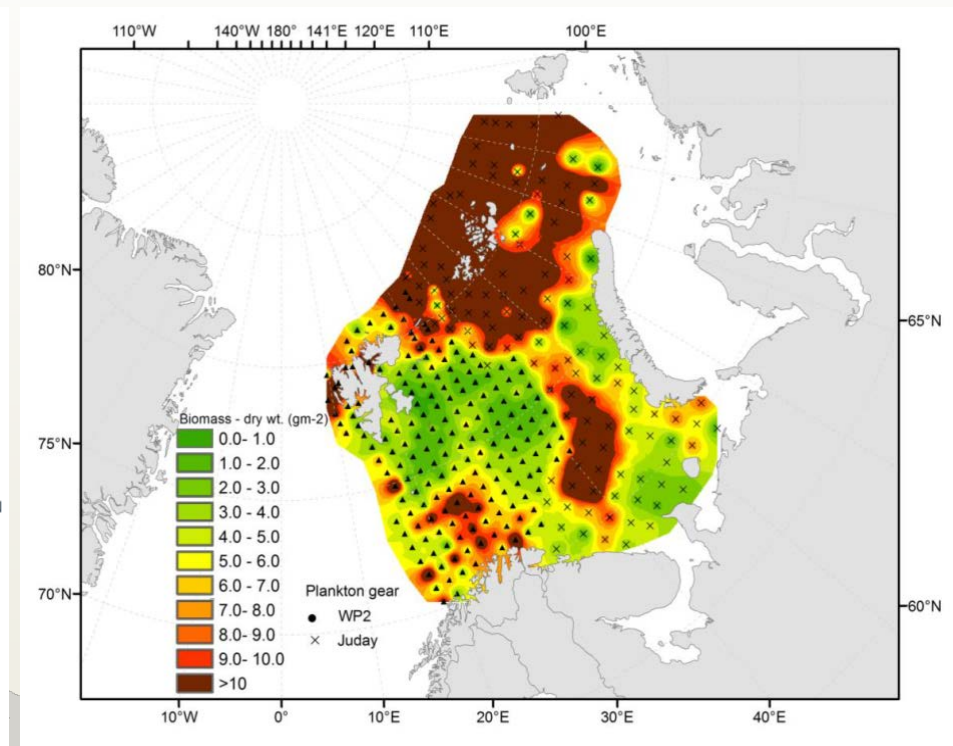 110°W 140°W 180° 141°E 120°E 110°E 100°E
80°N
65°N
75°N
70°N
60°N
Biomass - dry wt. (gm-2)
0.0- 1.0
1.0 - 2.0
2.0 - 3.0
3.0 - 4.0
4.0 - 5.0
5.0 - 6.0
6.0 - 7.0
7.0 - 8.0
8.0 - 9.0
9.0 - 10.0
>10
Plankton gear
WP2
Juday
10°W 0° 10°E 20°E 30°E 40°E